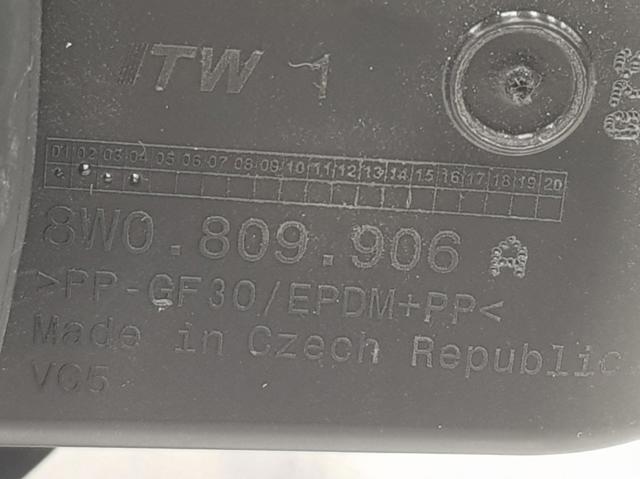 ITW 1
01 02 03 04 05 06 07 08 09 10 11 12 13 14 15 16 17 18 19 20
8W0.809.906 A
>PP-GF30/EPDM+PP<
Made in Czech Republic
VC5